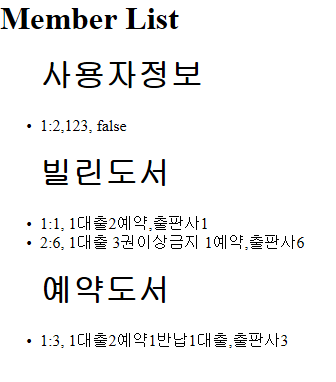 Member List
사용자정보
• 1:2,123, false
빌린도서
• 1:1, 1대출2예약,출판사1
• 2:6, 1대출 3권이상금지 1예약,출판사6
예약도서
• 1:3, 1대출2예약1반납1대출,출판사3